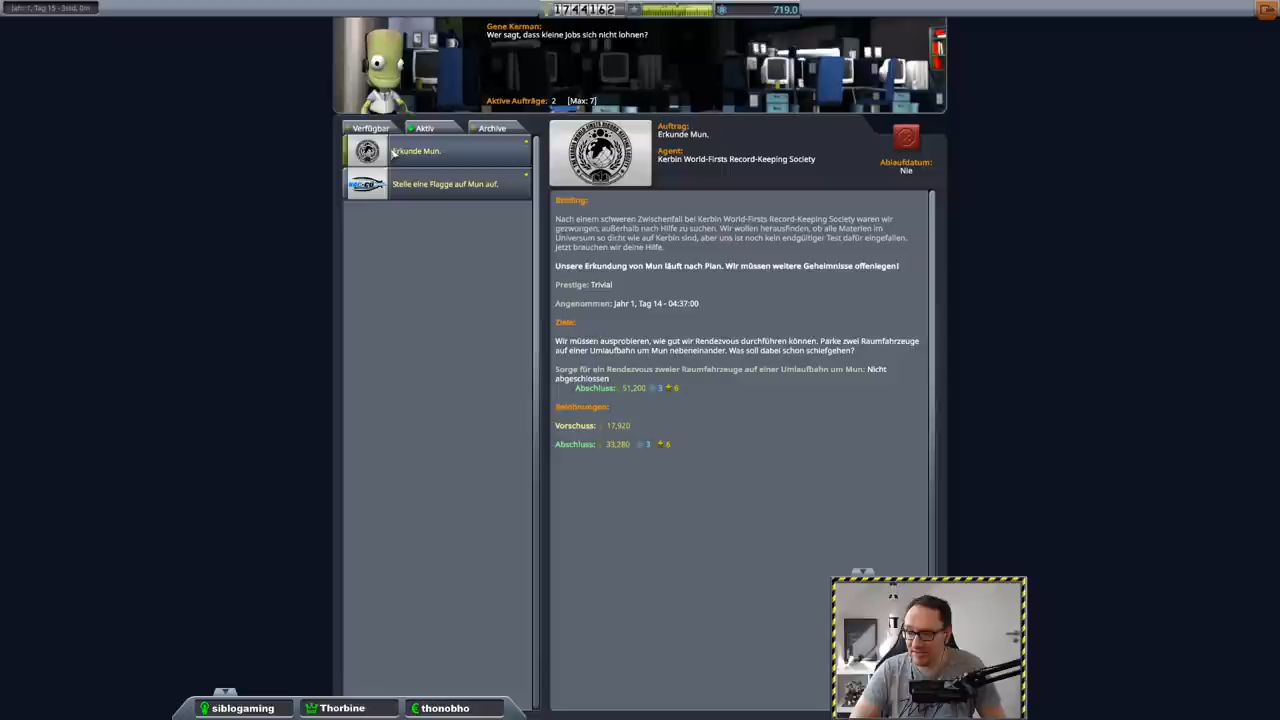 Jahr 1, Tag 15 -
1744162
719.0
Gene Kerman:
Wer sagt, dass kleine Jobs sich nicht lohnen?
Aktive Aufträge: 2 [Max: 7]
Verfügbar
Aktiv
Archive
Erkunde Mun.
Stelle eine Flagge auf Mun auf.
Auftrag:
Erkunde Mun.
Agent:
Kerbin World-Firsts Record-Keeping Society
Ablaufdatum:
Nie
Briefing:
Nach einem schweren Zwischenfall bei Kerbin World-Firsts Record-Keeping Society waren wir
gezwungen, außerhalb nach Hilfe zu suchen. Wir wollen herausfinden, ob alle Materien im
Universum so dicht wie auf Kerbin sind, aber uns ist noch kein endgültiger Test dafür eingefallen.
Jetzt brauchen wir deine Hilfe.
Unsere Erkundung von Mun läuft nach Plan. Wir müssen weitere Geheimnisse offenlegen!
Prestige: Trivial
Angenommen: Jahr 1, Tag 14 - 04:37:00
Ziele:
Wir müssen ausprobieren, wie gut wir Rendezvous durchführen können. Parke zwei Raumfahrzeuge
auf einer Umlaufbahn um Mun nebeneinander. Was soll dabei schon schiefgehen?
Sorge für ein Rendezvous zweier Raumfahrzeuge auf einer Umlaufbahn um Mun: Nicht
abgeschlossen
Abschluss: 51,200 3 6
Belohnungen:
Vorschuss: 17,920
Abschluss: 33,280 3 6
siblogaming
Thorbine
thonobho